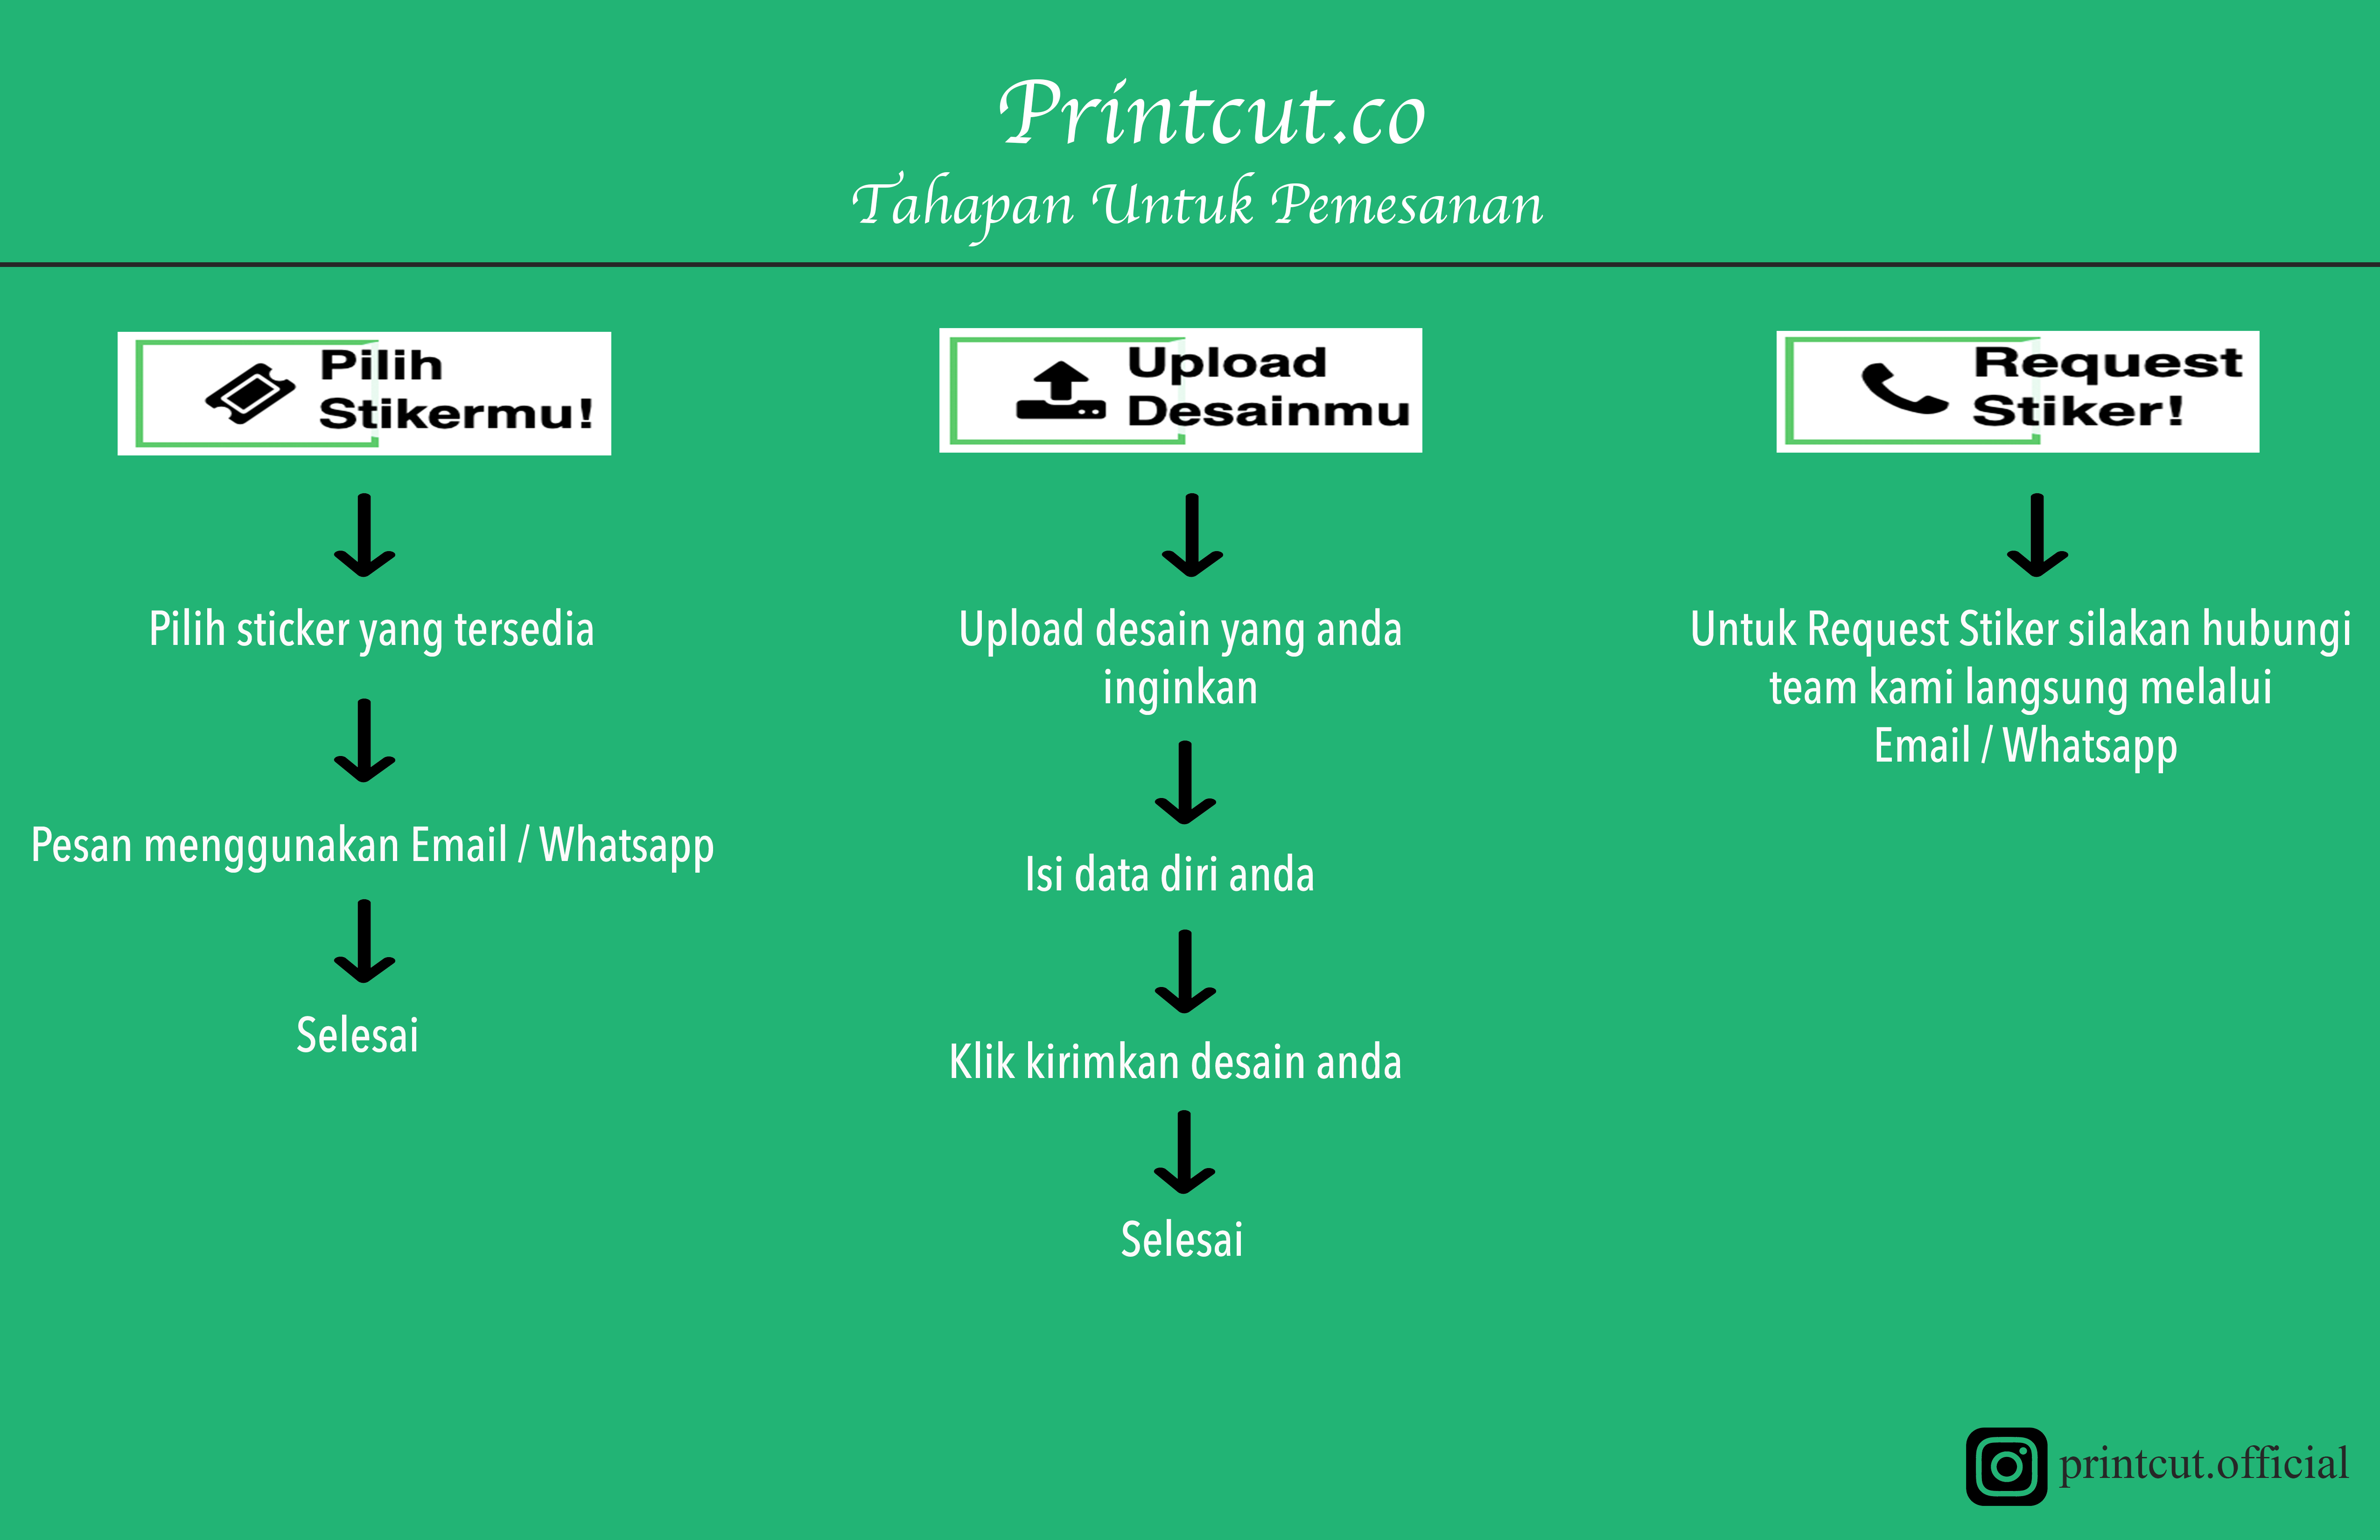 Printcut.co
Tahapan Untuk Pemesanan
Pilih
Stikermu!
Pilih sticker yang tersedia
Pesan menggunakan Email / Whatsapp
Selesai
Upload
Desainmu
Upload desain yang anda
inginkan
Isi data diri anda
Klik kirimkan desain anda
Selesai
Request
Stiker!
Untuk Request Stiker silakan hubungi
team kami langsung melalui
Email / Whatsapp
printcut.official